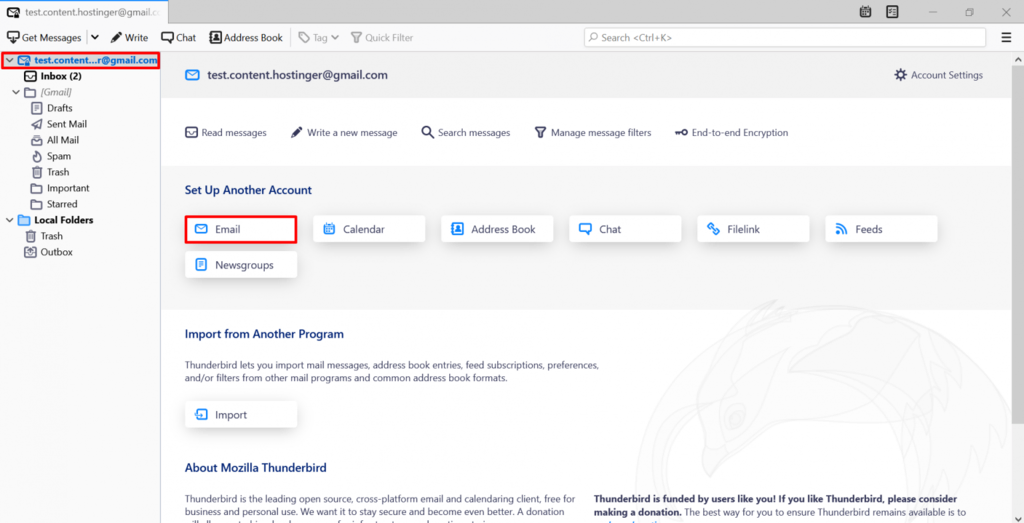 test.content.hostinger@gmail.co
Get Messages Write Chat Address Book Tag Quick Filter Search <Ctrl+K>
test.content...r@gmail.com
Inbox (2)
[Gmail]
Drafts
Sent Mail
All Mail
Spam
Trash
Important
Starred
Local Folders
Trash
Outbox
test.content.hostinger@gmail.com Account Settings
Read messages Write a new message Search messages Manage message filters End-to-end Encryption
Set Up Another Account
Email Calendar Address Book Chat Filelink Feeds
Newsgroups
Import from Another Program
Thunderbird lets you import mail messages, address book entries, feed subscriptions, preferences,
and/or filters from other mail programs and common address book formats.
Import
About Mozilla Thunderbird
Thunderbird is the leading open source, cross-platform email and calendaring client, free for
business and personal use. We want it to stay secure and become even better. A donation
Thunderbird is funded by users like you! If you like Thunderbird, please consider
making a donation. The best way for you to ensure Thunderbird remains available is to